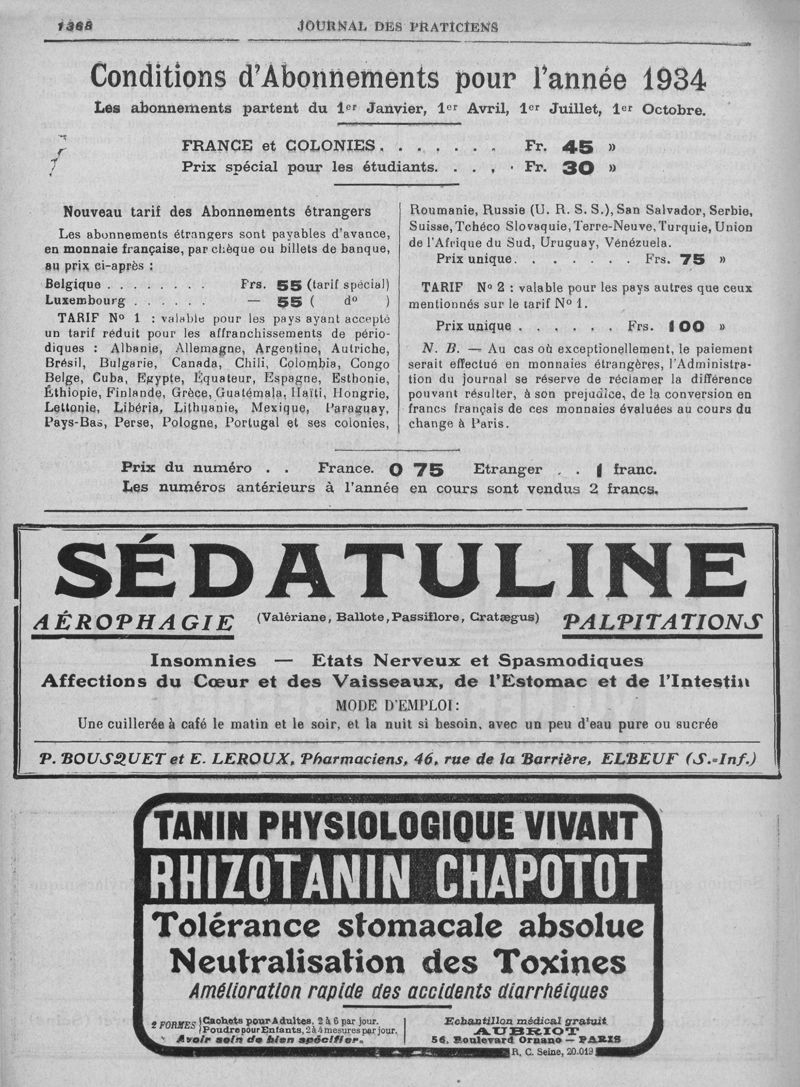 1368
JOURNAL DES PRATICIENS
Conditions d'Abonnements pour l'année 1934
Les abonnements partent du 1er Janvier, 1er Avril, 1er Juillet, 1er Octobre.
FRANCE et COLONIES. . . . . . . Fr. 45 »
Prix spécial pour les étudiants. . . , . Fr. 30 »
Nouveau tarif des Abonnements étrangers
Les abonnements étrangers sont payables d'avance,
en monnaie française, par chèque ou billets de banque,
au prix ci-après :
Belgique . . . . . . . . Frs. 55 (tarif spécial)
Luxembourg . . . . . . — 55 ( do )
TARIF No 1 : valable pour les pays ayant accepté
un tarif réduit pour les affranchissements de pério-
diques : Albanie, Allemagne, Argentine, Autriche,
Brésil, Bulgarie, Canada, Chili, Colombia, Congo
Belge, Cuba, Egypte, Équateur, Espagne, Esthonie,
Éthiopie, Finlande, Grèce, Guatémala, Haïti, Hongrie,
Lettonie, Libéria, Lithuanie, Mexique, Paraguay,
Pays-Bas, Perse, Pologne, Portugal et ses colonies,
Roumanie, Russie (U. R. S. S.), San Salvador, Serbie,
Suisse, Tchéco Slovaquie, Terre-Neuve, Turquie, Union
de l'Afrique du Sud, Uruguay, Vénézuela.
Prix unique. . . . . . . Frs. 75 »
TARIF No 2 : valable pour les pays autres que ceux
mentionnés sur le tarif No 1.
Prix unique . . . . . . Frs. 100 »
N. B. — Au cas où exceptionellement, le paiement
serait effectué en monnaies étrangères, l'Administra-
tion du journal se réserve de réclamer la différence
pouvant résulter, à son prejudice, de la conversion en
francs français de ces monnaies évaluées au cours du
change à Paris.
Prix du numéro . . France. 0 75 Etranger . . 1 franc.
Les numéros antérieurs à l'année en cours sont vendus 2 francs.
SÉDATULINE
AÉROPHAGIE (Valériane, Ballote, Passiflore, Cratægus) PALPITATIONS
Insomnies — Etats Nerveux et Spasmodiques
Affections du Cœur et des Vaisseaux, de l'Estomac et de l'Intestin
MODE D'EMPLOI :
Une cuillerée à café le matin et le soir, et la nuit si besoin, avec un peu d'eau pure ou sucrée
P. BOUSQUET et E. LEROUX, Pharmaciens, 46, rue de la Barrière, ELBEUF (S.-Inf.)
TANIN PHYSIOLOGIQUE VIVANT
RHIZOTANIN CHAPOTOT
Tolérance stomacale absolue
Neutralisation des Toxines
Amélioration rapide des accidents diarrhéiques
2 FORMES
Cachets pour Adultes, 2 à 6 par jour.
Poudre pour Enfants, 2 à 4 mesures par jour.
Avoir soin de bien spécifier.
Echantillon médical gratuit
AUBRIOT
56, Boulevard Ornano — PARIS
R. C. Seine, 20.019